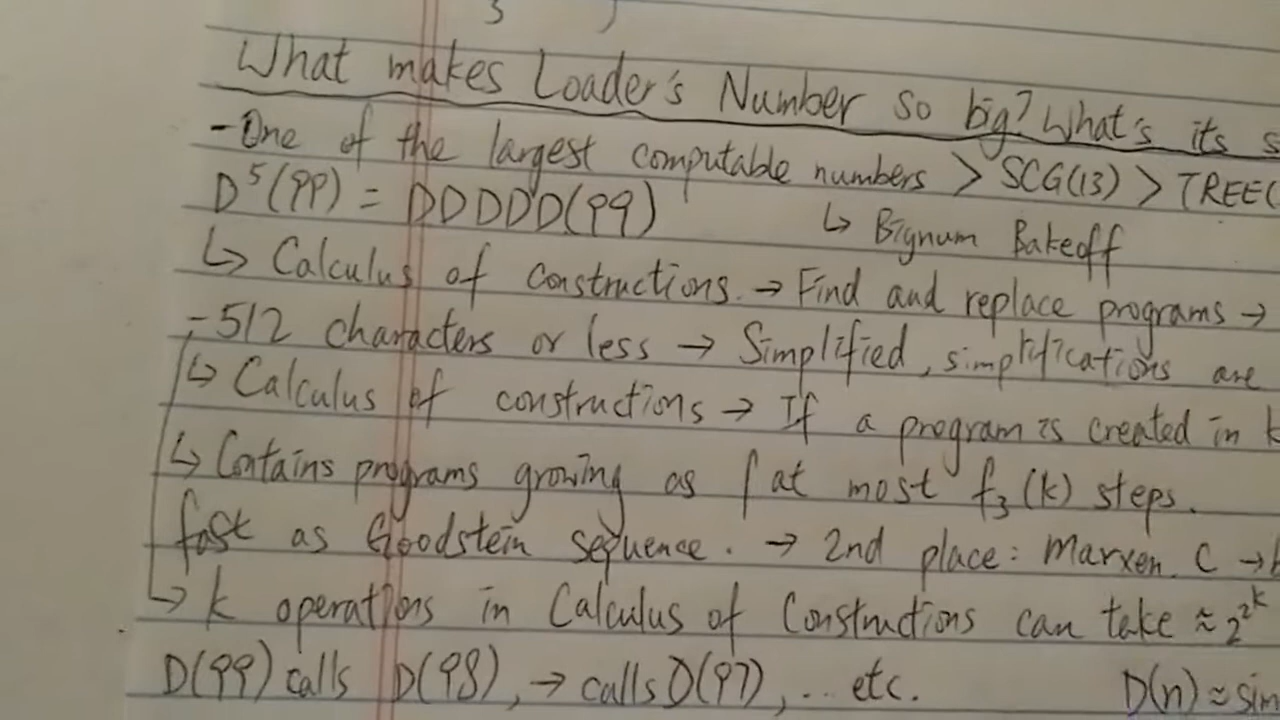 What makes Loader's Number so big? What's its s
-One of the largest computable numbers > SCG(13) > TREE(
D⁵(99) = DDDDD(99) ↳ Bignum Bakeoff
↳ Calculus of constructions. → Find and replace programs →
-512 characters or less → Simplified, simplifications are
↳ Calculus of constructions → If a program is created in k
↳ Contains programs growing as ⌈ at most f₃(k) steps.
fast as Goodstein sequence. → 2nd place: Marxen.C →
↳ k operations in Calculus of Constructions can take ≈ 2^2^k
D(99) calls D(98), → calls D(97), ... etc. D(n) ≈ sim